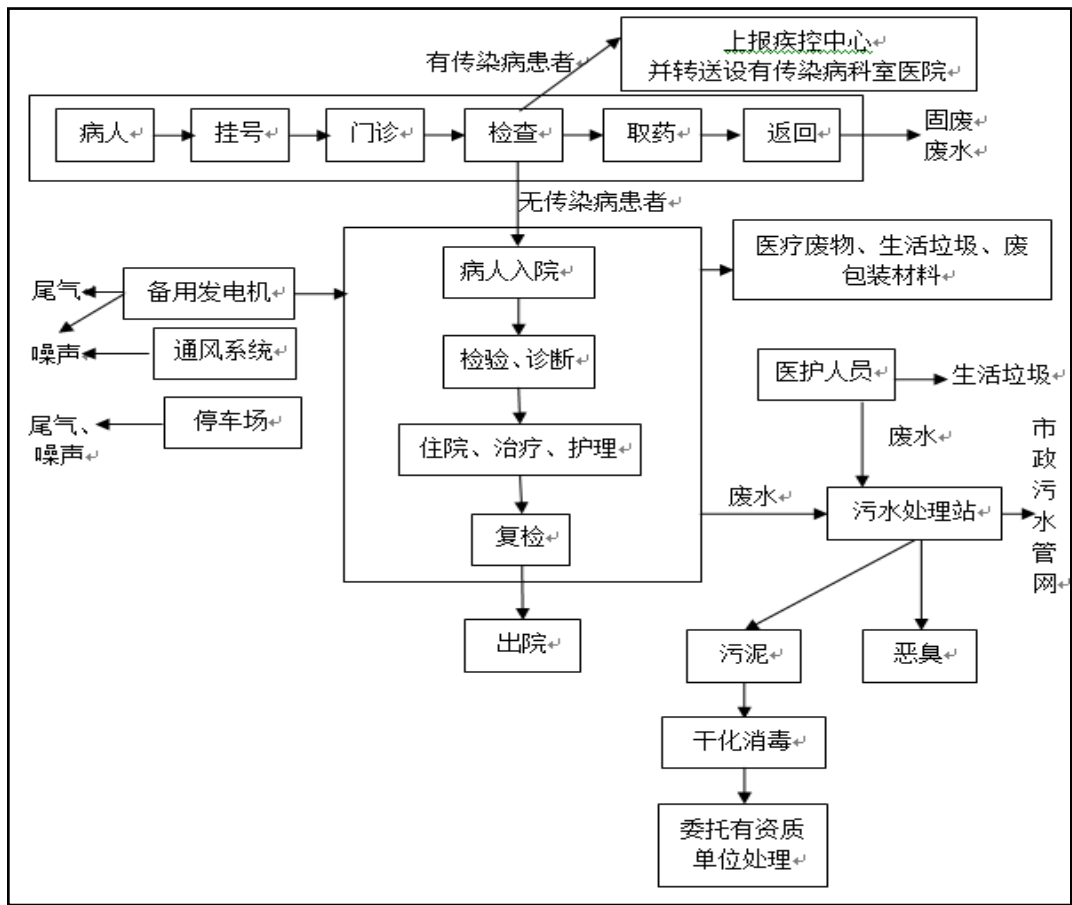 上报疾控中心
并转送设有传染病科室医院
有传染病患者
病人
挂号
门诊
检查
取药
返回
固废
废水
无传染病患者
病人入院
医疗废物、生活垃圾、废
包装材料
尾气
备用发电机
噪声
通风系统
检验、诊断
医护人员
生活垃圾
尾气、
噪声
停车场
住院、治疗、护理
废水
市政污水管网
废水
污水处理站
复检
出院
污泥
恶臭
干化消毒
委托有资质
单位处理